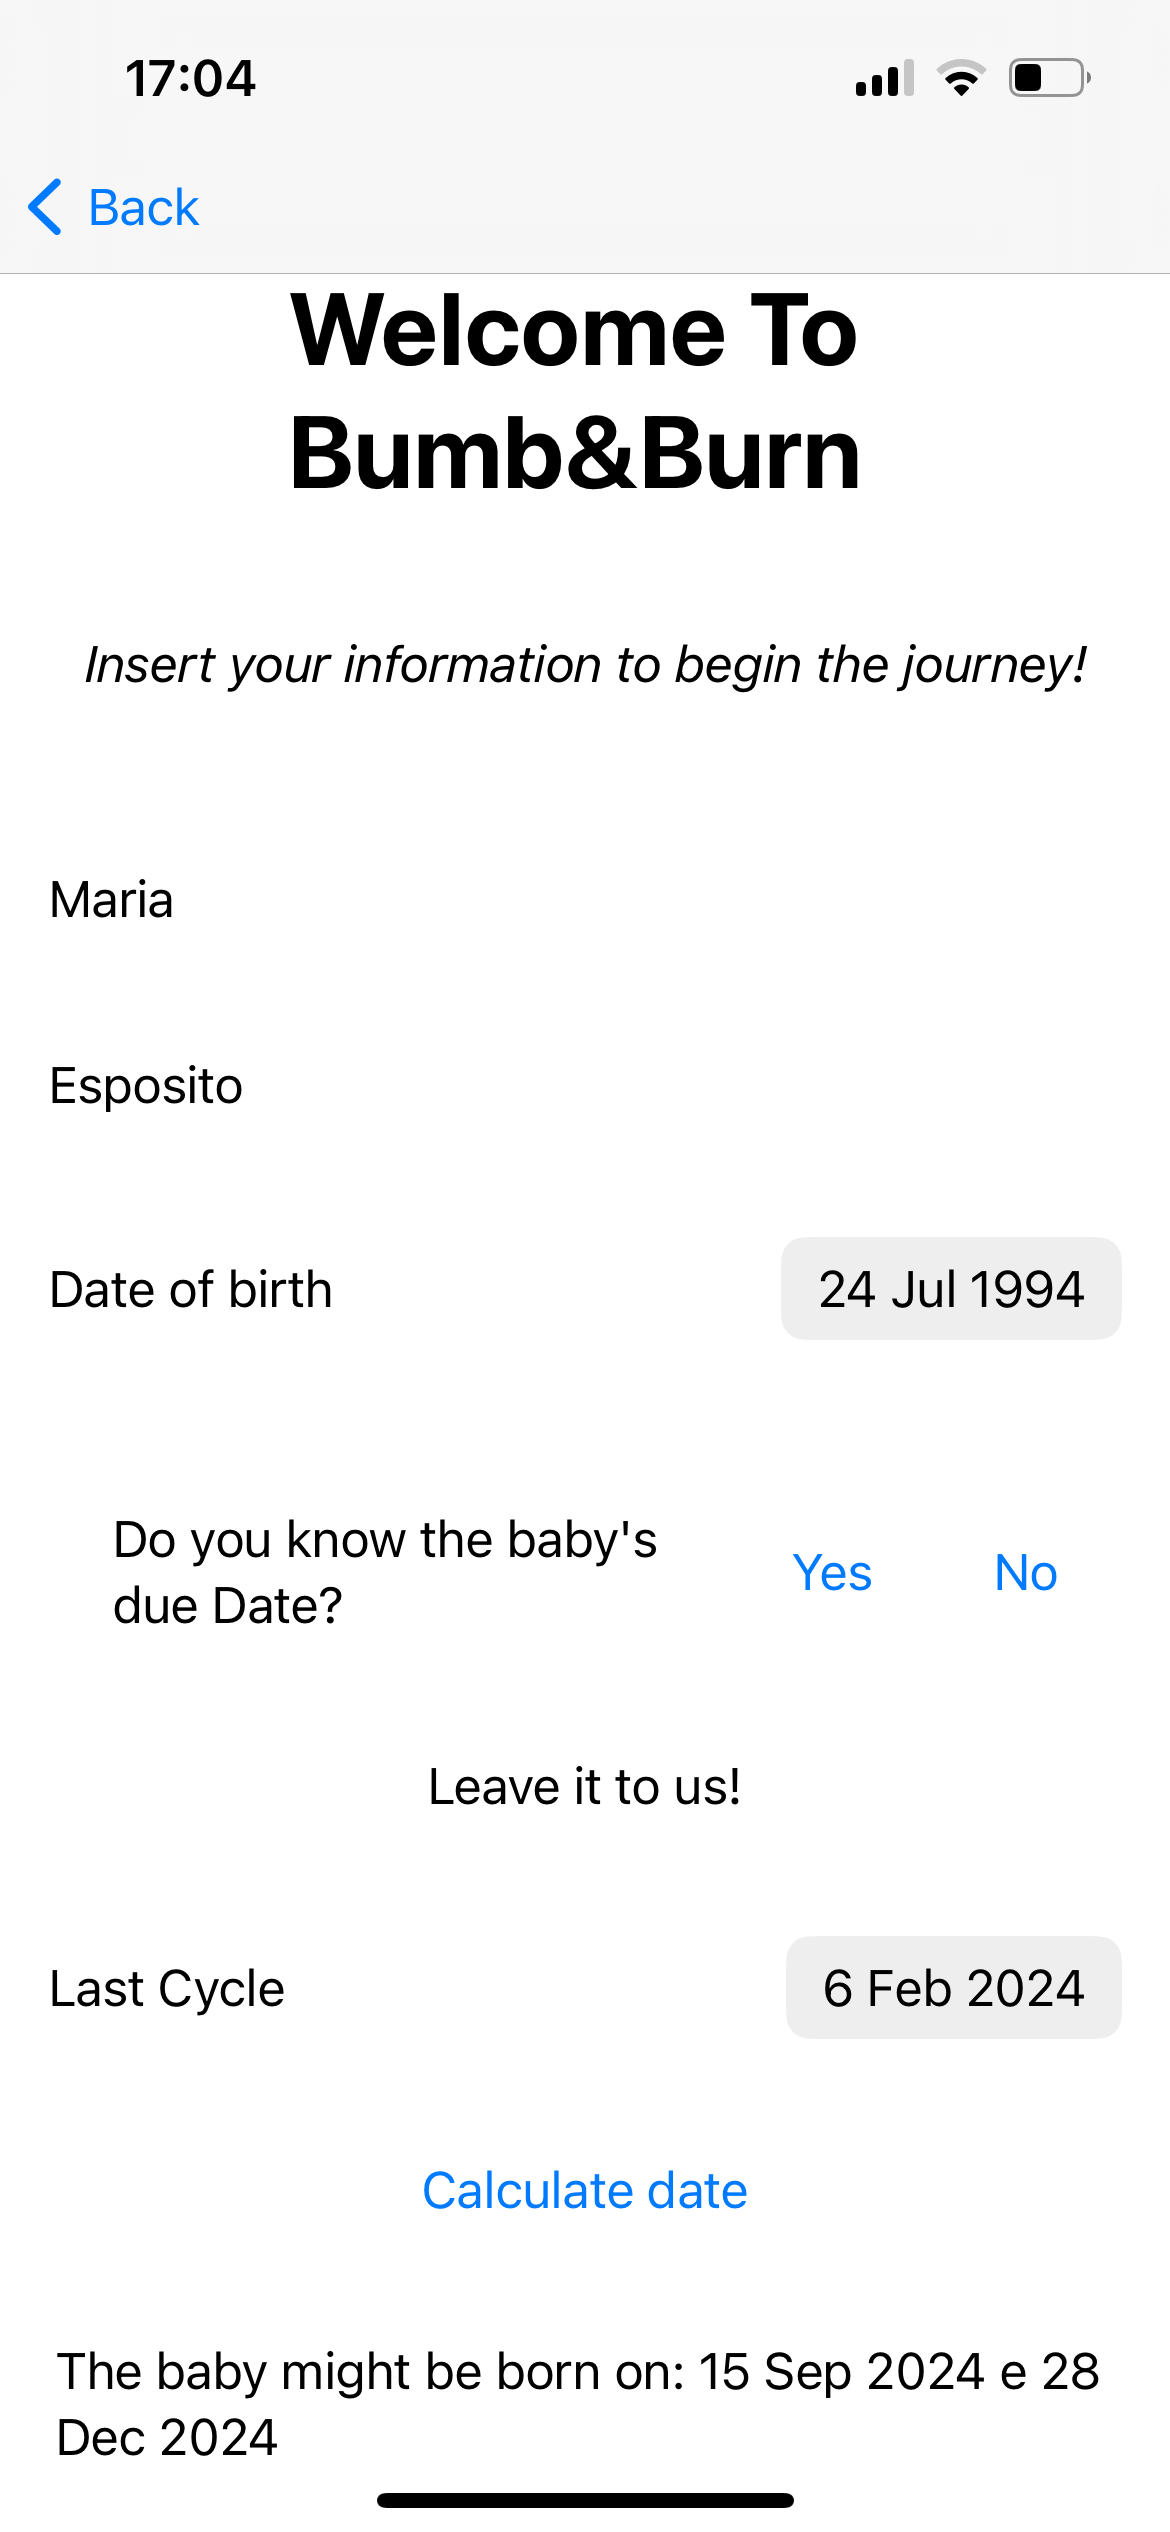 17:04
Back
Welcome To
Bumb&Burn
Insert your information to begin the journey!
Maria
Esposito
Date of birth
24 Jul 1994
Do you know the baby's
due Date?
Yes
No
Leave it to us!
Last Cycle
6 Feb 2024
Calculate date
The baby might be born on: 15 Sep 2024 e 28
Dec 2024